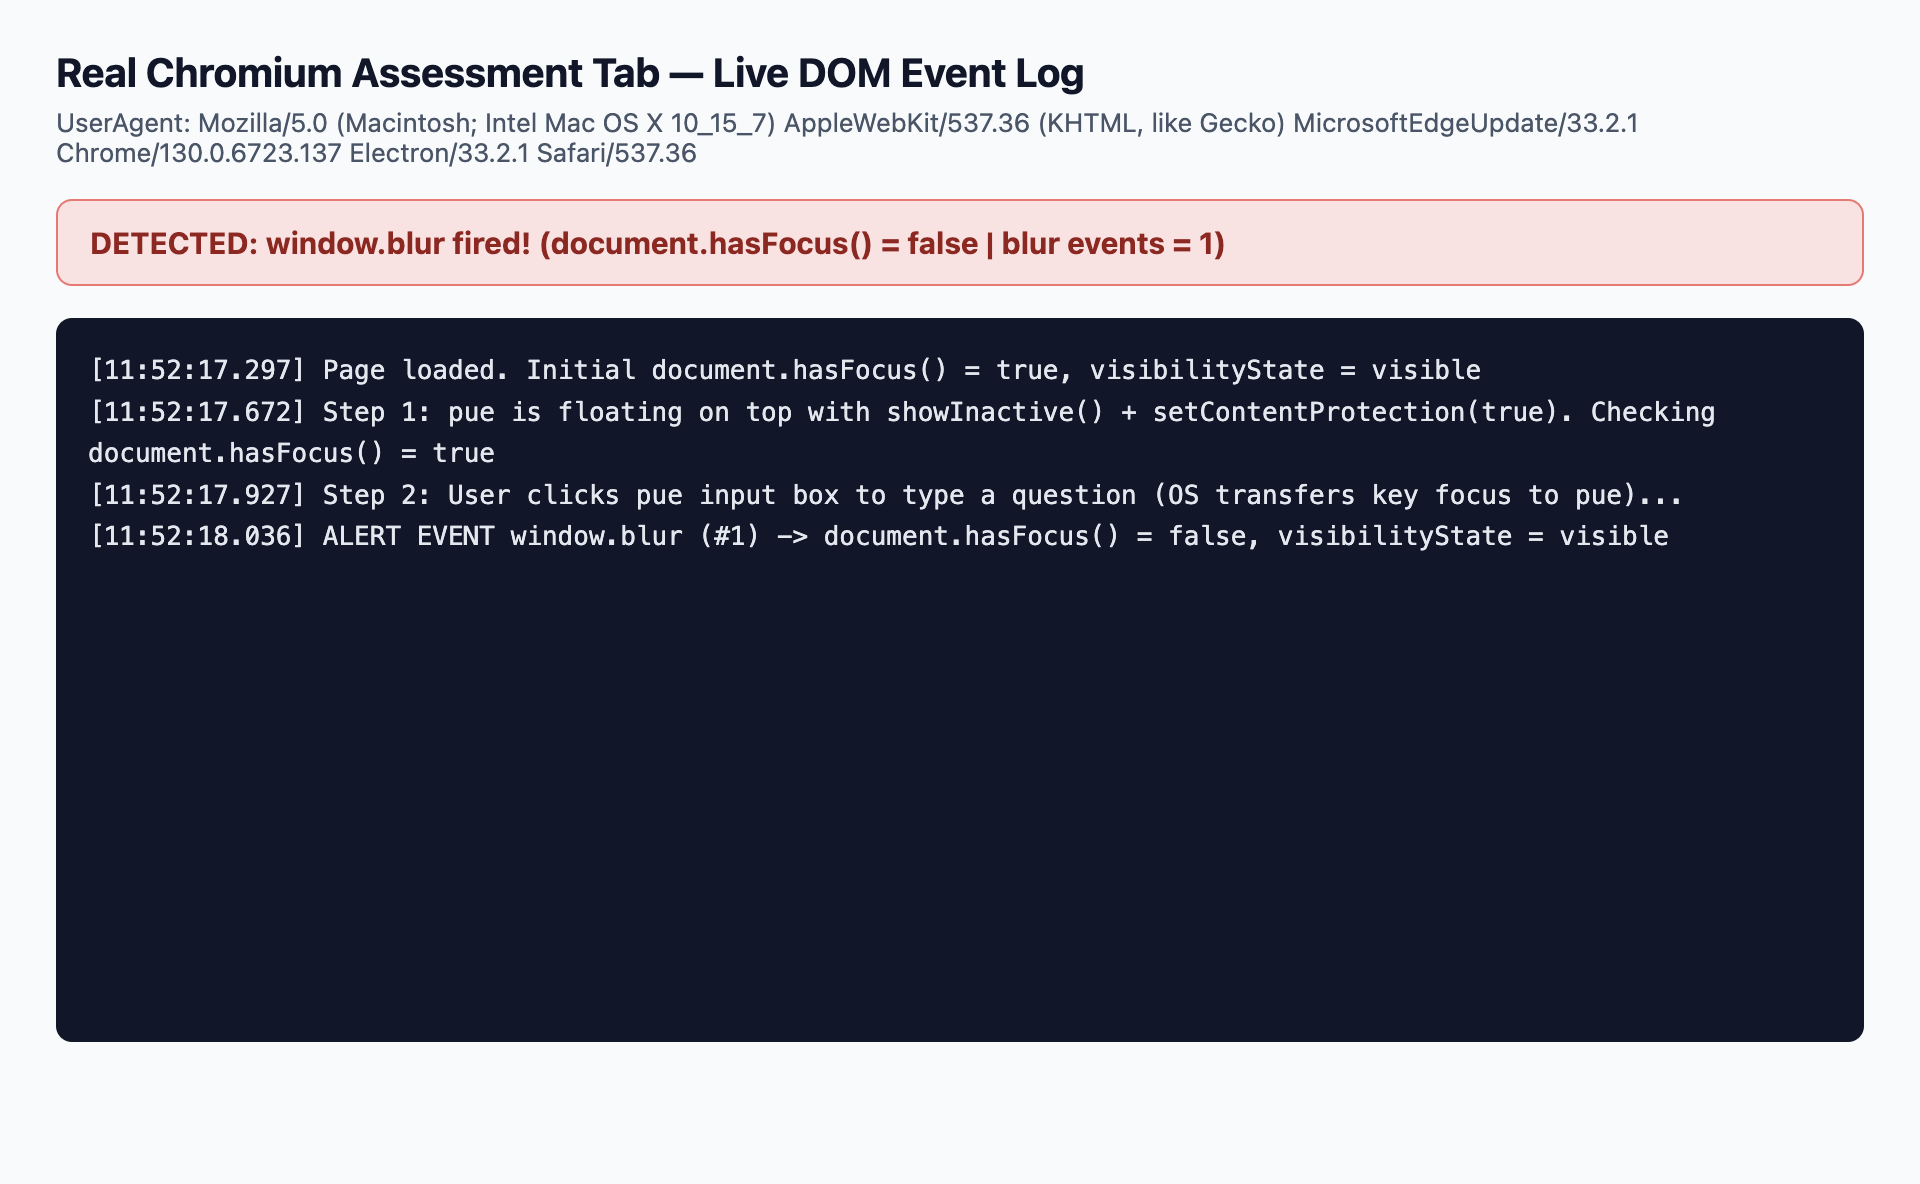 Real Chromium Assessment Tab — Live DOM Event Log
UserAgent: Mozilla/5.0 (Macintosh; Intel Mac OS X 10_15_7) AppleWebKit/537.36 (KHTML, like Gecko) MicrosoftEdgeUpdate/33.2.1
Chrome/130.0.6723.137 Electron/33.2.1 Safari/537.36
DETECTED: window.blur fired! (document.hasFocus() = false | blur events = 1)
[11:52:17.297] Page loaded. Initial document.hasFocus() = true, visibilityState = visible
[11:52:17.672] Step 1: pue is floating on top with showInactive() + setContentProtection(true). Checking
document.hasFocus() = true
[11:52:17.927] Step 2: User clicks pue input box to type a question (OS transfers key focus to pue)...
[11:52:18.036] ALERT EVENT window.blur (#1) —> document.hasFocus() = false, visibilityState = visible